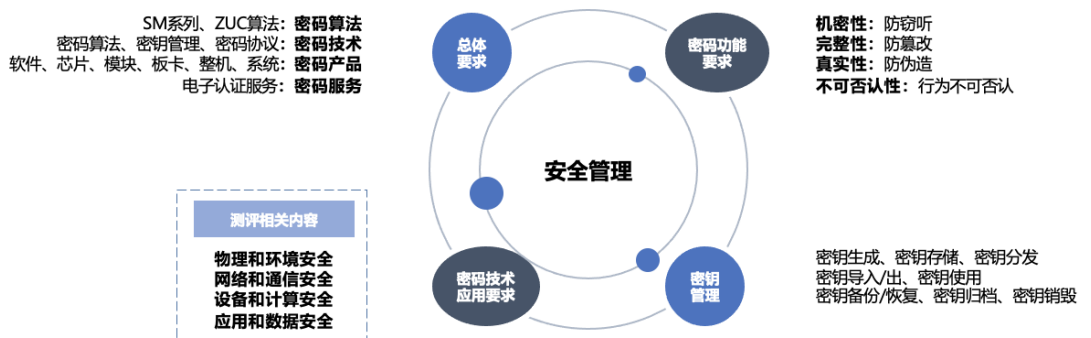 SM系列、ZUC算法：密码算法
密码算法、密钥管理、密码协议：密码技术
软件、芯片、模块、板卡、整机、系统：密码产品
电子认证服务：密码服务
总体
要求
密码功能
要求
机密性：防窃听
完整性：防篡改
真实性：防伪造
不可否认性：行为不可否认
安全管理
测评相关内容
物理和环境安全
网络和通信安全
设备和计算安全
应用和数据安全
密码技术
应用要求
密钥
管理
密钥生成、密钥存储、密钥分发
密钥导入/出、密钥使用
密钥备份/恢复、密钥归档、密钥销毁